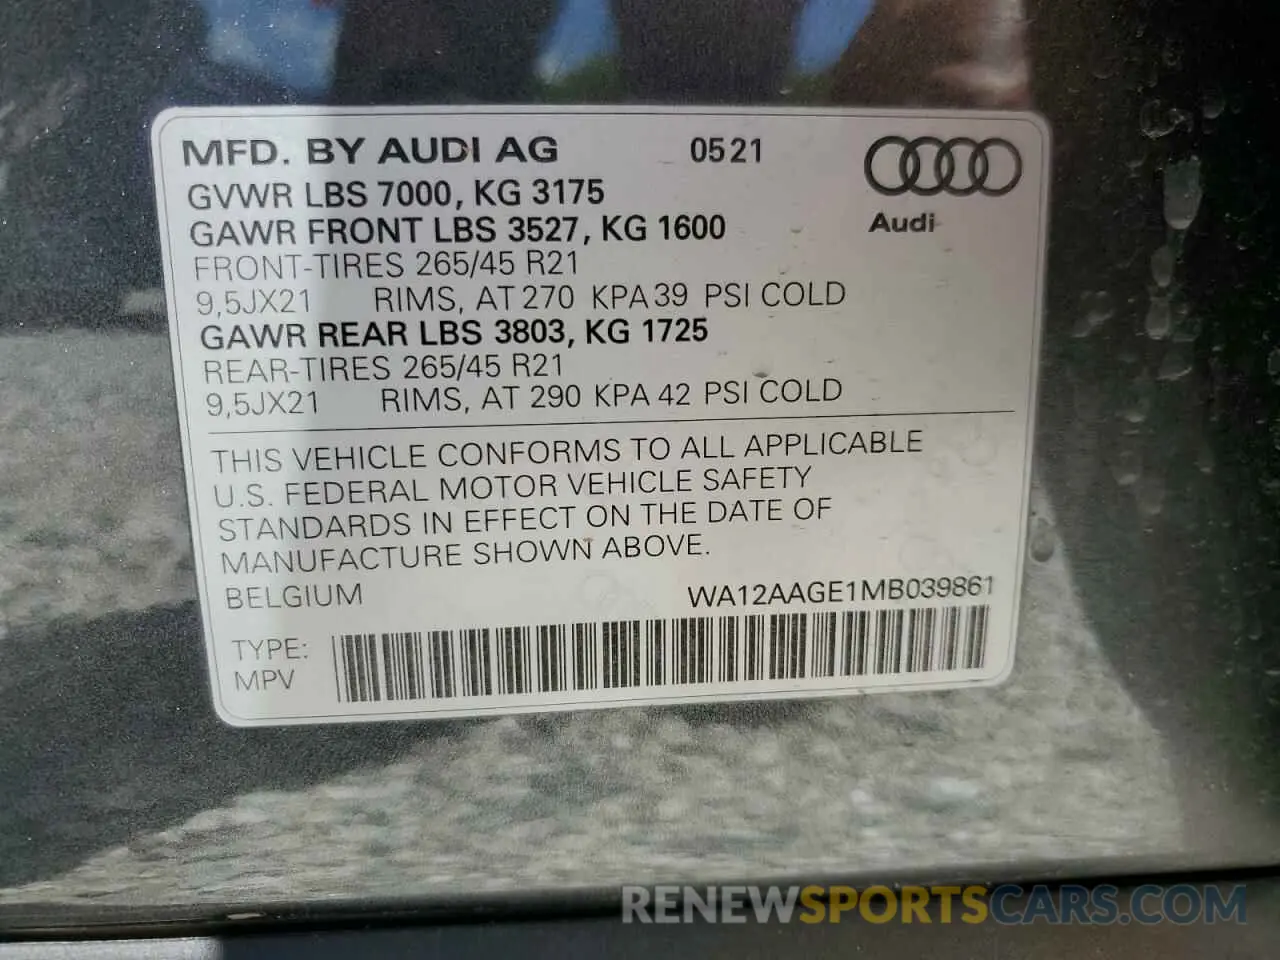 MFD. BY AUDI AG 0521
GVWR LBS 7000, KG 3175
GAWR FRONT LBS 3527, KG 1600
Audi
FRONT-TIRES 265/45 R21
9,5JX21 RIMS, AT 270 KPA 39 PSI COLD
GAWR REAR LBS 3803, KG 1725
REAR-TIRES 265/45 R21
9,5JX21 RIMS, AT 290 KPA 42 PSI COLD
THIS VEHICLE CONFORMS TO ALL APPLICABLE
U.S. FEDERAL MOTOR VEHICLE SAFETY
STANDARDS IN EFFECT ON THE DATE OF
MANUFACTURE SHOWN ABOVE.
BELGIUM WA12AAGE1MB039861
TYPE:
MPV
RENEWSPORTSCARS.COM